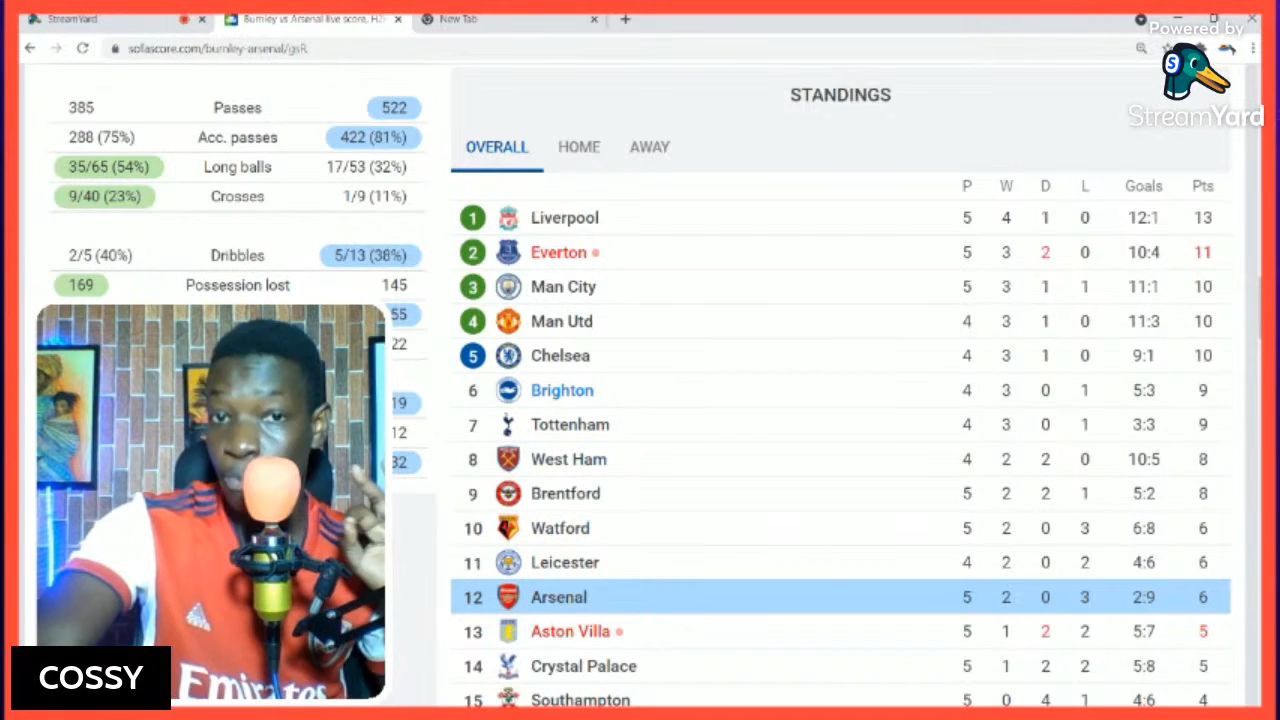 StreamYard
Burnley vs Arsenal live score, H2H
New Tab
sofascore.com/burnley-arsenal/gsR
Powered by
StreamYard
385 Passes 522
288 (75%) Acc. passes 422 (81%)
35/65 (54%) Long balls 17/53 (32%)
9/40 (23%) Crosses 1/9 (11%)
2/5 (40%) Dribbles 5/13 (38%)
169 Possession lost 145
55
22
19
12
32
STANDINGS
OVERALL HOME AWAY
P W D L Goals Pts
1 Liverpool 5 4 1 0 12:1 13
2 Everton 5 3 2 0 10:4 11
3 Man City 5 3 1 1 11:1 10
4 Man Utd 4 3 1 0 11:3 10
5 Chelsea 4 3 1 0 9:1 10
6 Brighton 4 3 0 1 5:3 9
7 Tottenham 4 3 0 1 3:3 9
8 West Ham 4 2 2 0 10:5 8
9 Brentford 5 2 2 1 5:2 8
10 Watford 5 2 0 3 6:8 6
11 Leicester 4 2 0 2 4:6 6
12 Arsenal 5 2 0 3 2:9 6
13 Aston Villa 5 1 2 2 5:7 5
14 Crystal Palace 5 1 2 2 5:8 5
15 Southampton 5 0 4 1 4:6 4
Emirates
COSSY